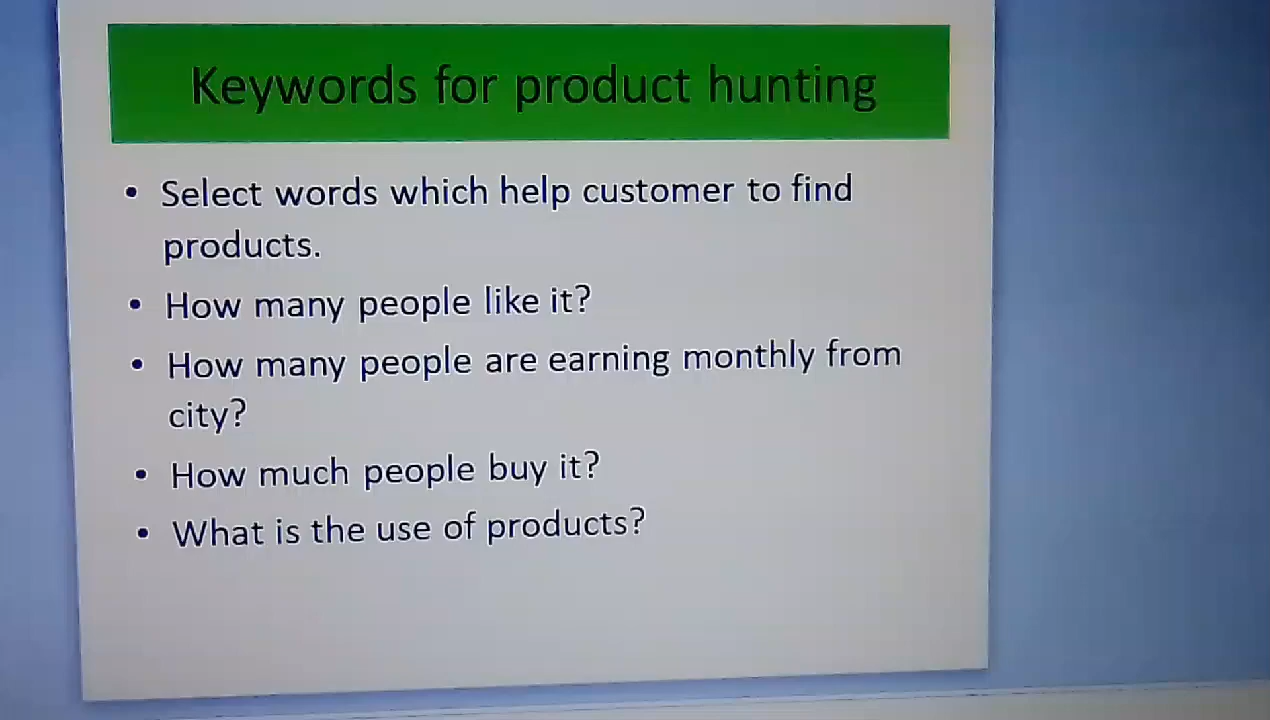 Keywords for product hunting
• Select words which help customer to find
products.
• How many people like it?
• How many people are earning monthly from
city?
• How much people buy it?
• What is the use of products?